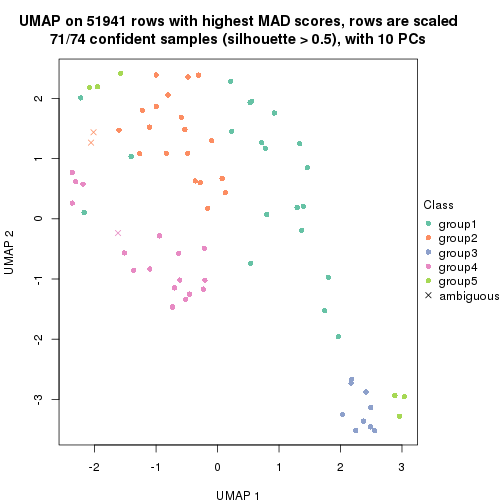 UMAP on 51941 rows with highest MAD scores, rows are scaled
71/74 confident samples (silhouette > 0.5), with 10 PCs
2
1
0
-1
-2
-3
UMAP 2
-2
-1
0
1
2
3
UMAP 1
Class
group1
group2
group3
group4
group5
ambiguous